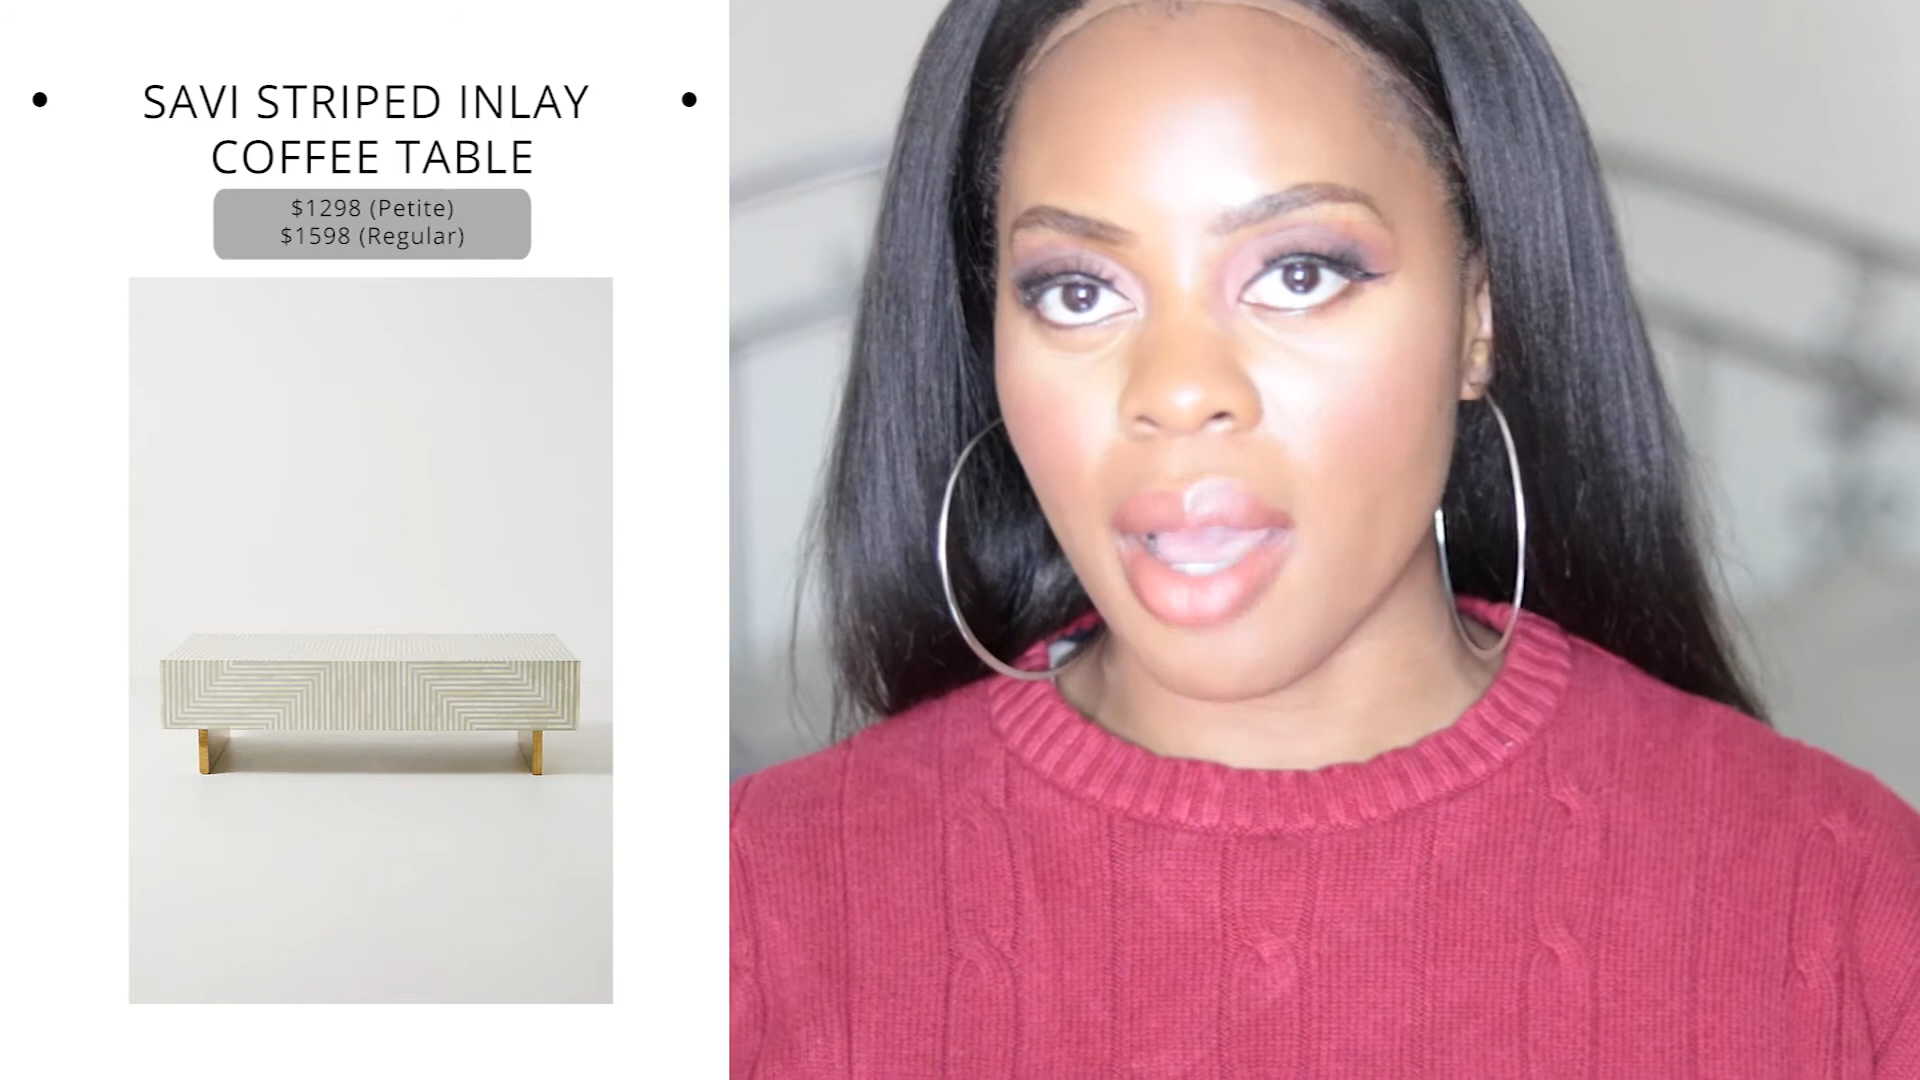 SAVI STRIPED INLAY
COFFEE TABLE
$1298 (Petite)
$1598 (Regular)